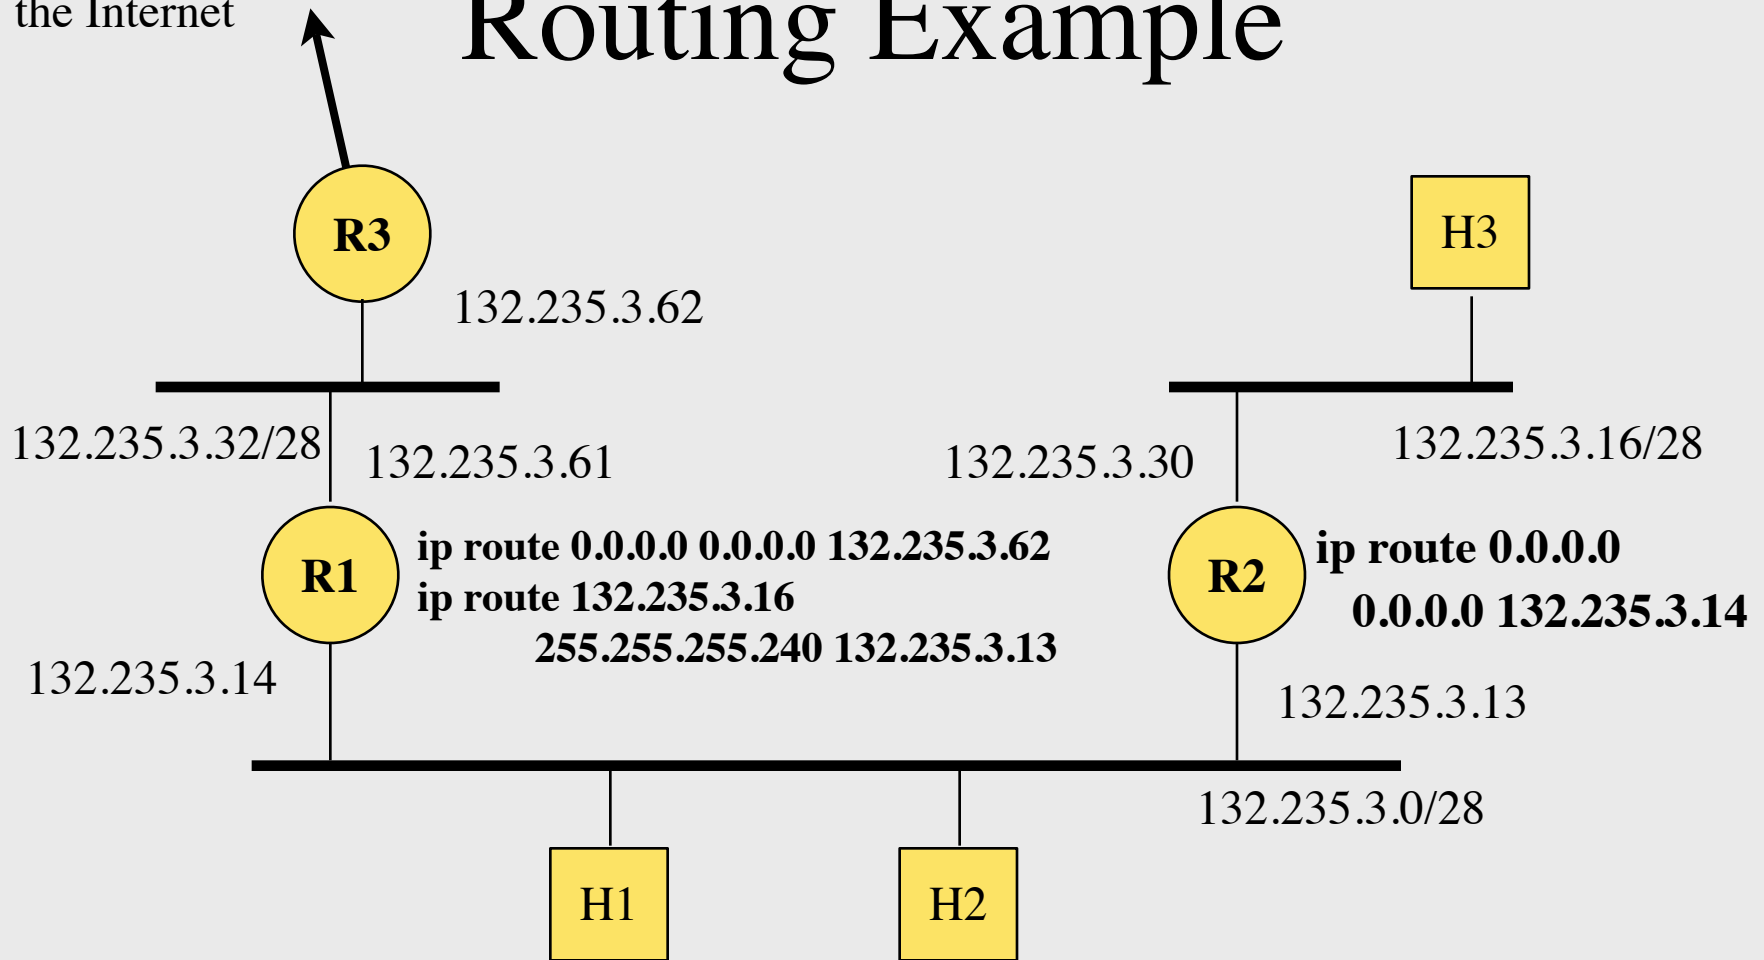 the Internet
Routing Example
R3
H3
132.235.3.62
132.235.3.32/28
132.235.3.61
132.235.3.30
132.235.3.16/28
R1
ip route 0.0.0.0 0.0.0.0 132.235.3.62
ip route 132.235.3.16
255.255.255.240 132.235.3.13
R2
ip route 0.0.0.0
0.0.0.0 132.235.3.14
132.235.3.14
132.235.3.13
132.235.3.0/28
H1
H2